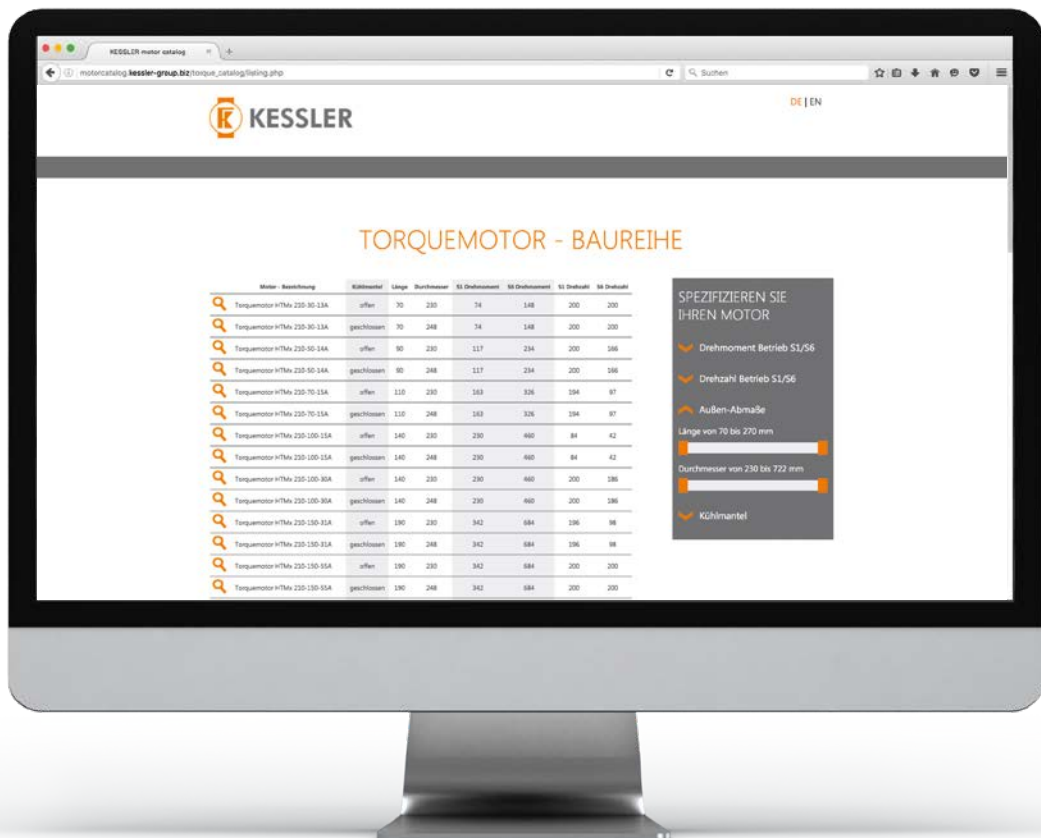 KESSLER motor catalog
motorcatalog.kessler-group.biz/torque_catalog/listing.php
Suchen
KESSLER
DE | EN
TORQUEMOTOR - BAUREIHE
Motor - Bezeichnung Kühlmantel Länge Durchmesser S1 Drehmoment S6 Drehmoment S1 Drehzahl S6 Drehzahl
Torquemotor HTMx 210-30-13A offen 70 230 74 148 200 200
Torquemotor HTMx 210-30-13A geschlossen 70 248 74 148 200 200
Torquemotor HTMx 210-50-14A offen 90 230 117 234 200 166
Torquemotor HTMx 210-50-14A geschlossen 90 248 117 234 200 166
Torquemotor HTMx 210-70-15A offen 110 230 163 326 194 97
Torquemotor HTMx 210-70-15A geschlossen 110 248 163 326 194 97
Torquemotor HTMx 210-100-15A offen 140 230 230 460 84 42
Torquemotor HTMx 210-100-15A geschlossen 140 248 230 460 84 42
Torquemotor HTMx 210-100-30A offen 140 230 230 460 200 186
Torquemotor HTMx 210-100-30A geschlossen 140 248 230 460 200 186
Torquemotor HTMx 210-150-31A offen 190 230 342 684 196 98
Torquemotor HTMx 210-150-31A geschlossen 190 248 342 684 196 98
Torquemotor HTMx 210-150-55A offen 190 230 342 684 200 200
Torquemotor HTMx 210-150-55A geschlossen 190 248 342 684 200 200
SPEZIFIZIEREN SIE
IHREN MOTOR
Drehmoment Betrieb S1/S6
Drehzahl Betrieb S1/S6
Außen-Abmaße
Länge von 70 bis 270 mm
Durchmesser von 230 bis 722 mm
Kühlmantel